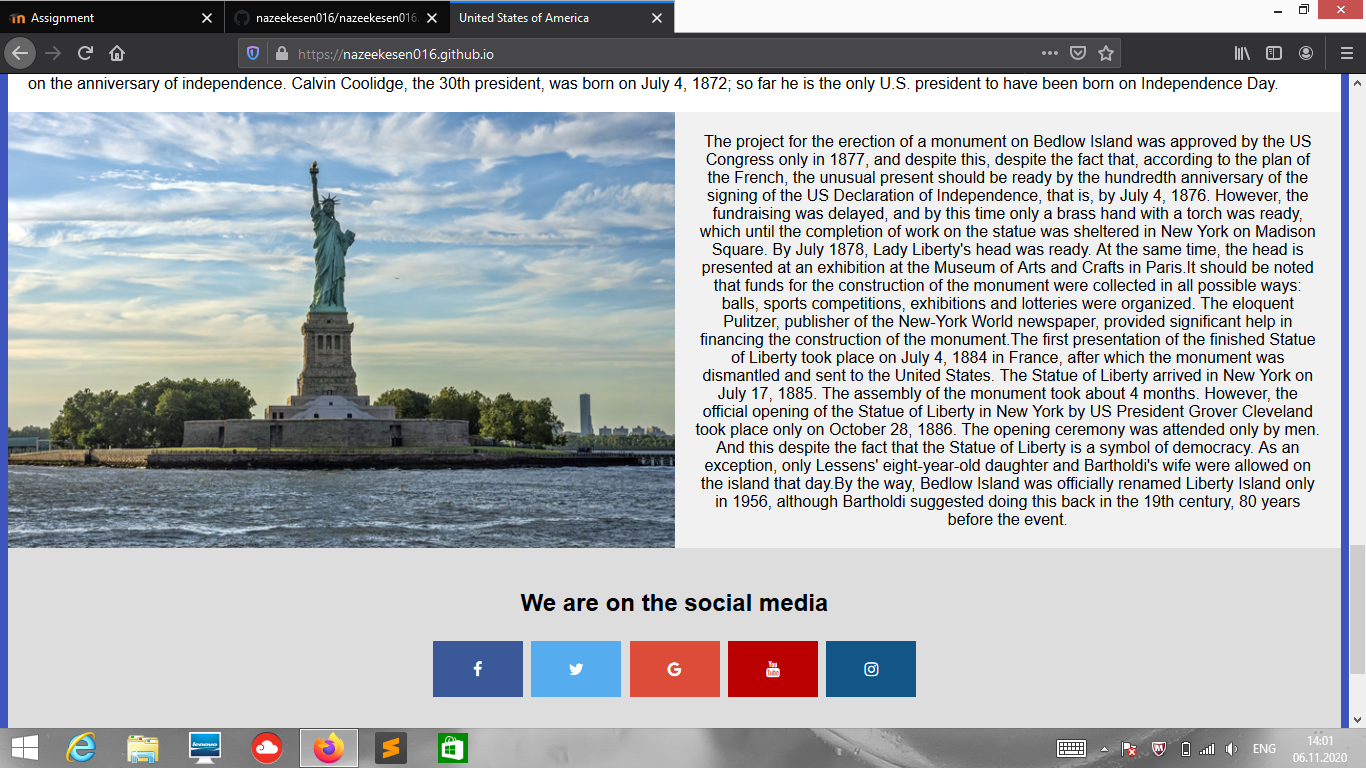 Assignment
nazeekesen016/nazeekesen016.
United States of America
https://nazeekesen016.github.io
on the anniversary of independence. Calvin Coolidge, the 30th president, was born on July 4, 1872; so far he is the only U.S. president to have been born on Independence Day.
The project for the erection of a monument on Bedlow Island was approved by the US
Congress only in 1877, and despite this, despite the fact that, according to the plan of
the French, the unusual present should be ready by the hundredth anniversary of the
signing of the US Declaration of Independence, that is, by July 4, 1876. However, the
fundraising was delayed, and by this time only a brass hand with a torch was ready,
which until the completion of work on the statue was sheltered in New York on Madison
Square. By July 1878, Lady Liberty's head was ready. At the same time, the head is
presented at an exhibition at the Museum of Arts and Crafts in Paris.It should be noted
that funds for the construction of the monument were collected in all possible ways:
balls, sports competitions, exhibitions and lotteries were organized. The eloquent
Pulitzer, publisher of the New-York World newspaper, provided significant help in
financing the construction of the monument.The first presentation of the finished Statue
of Liberty took place on July 4, 1884 in France, after which the monument was
dismantled and sent to the United States. The Statue of Liberty arrived in New York on
July 17, 1885. The assembly of the monument took about 4 months. However, the
official opening of the Statue of Liberty in New York by US President Grover Cleveland
took place only on October 28, 1886. The opening ceremony was attended only by men.
And this despite the fact that the Statue of Liberty is a symbol of democracy. As an
exception, only Lessens' eight-year-old daughter and Bartholdi's wife were allowed on
the island that day.By the way, Bedlow Island was officially renamed Liberty Island only
in 1956, although Bartholdi suggested doing this back in the 19th century, 80 years
before the event.
We are on the social media
You Tube
lenovo
ENG
14:01
06.11.2020